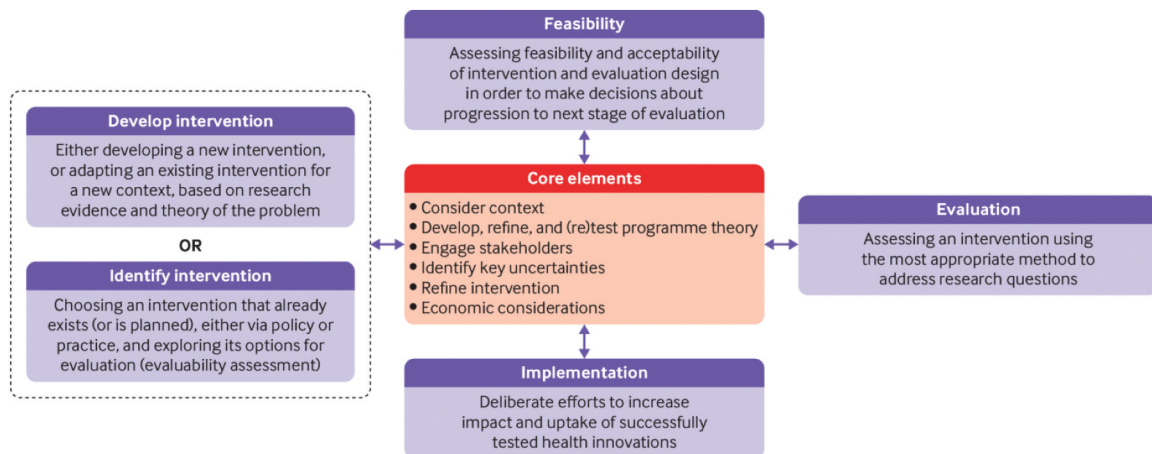 Feasibility
Assessing feasibility and acceptability
of intervention and evaluation design
in order to make decisions about
progression to next stage of evaluation
Develop intervention
Either developing a new intervention,
or adapting an existing intervention for
a new context, based on research
evidence and theory of the problem
OR
Identify intervention
Choosing an intervention that already
exists (or is planned), either via policy or
practice, and exploring its options for
evaluation (evaluability assessment)
Core elements
• Consider context
• Develop, refine, and (re)test programme theory
• Engage stakeholders
• Identify key uncertainties
• Refine intervention
• Economic considerations
Evaluation
Assessing an intervention using
the most appropriate method to
address research questions
Implementation
Deliberate efforts to increase
impact and uptake of successfully
tested health innovations